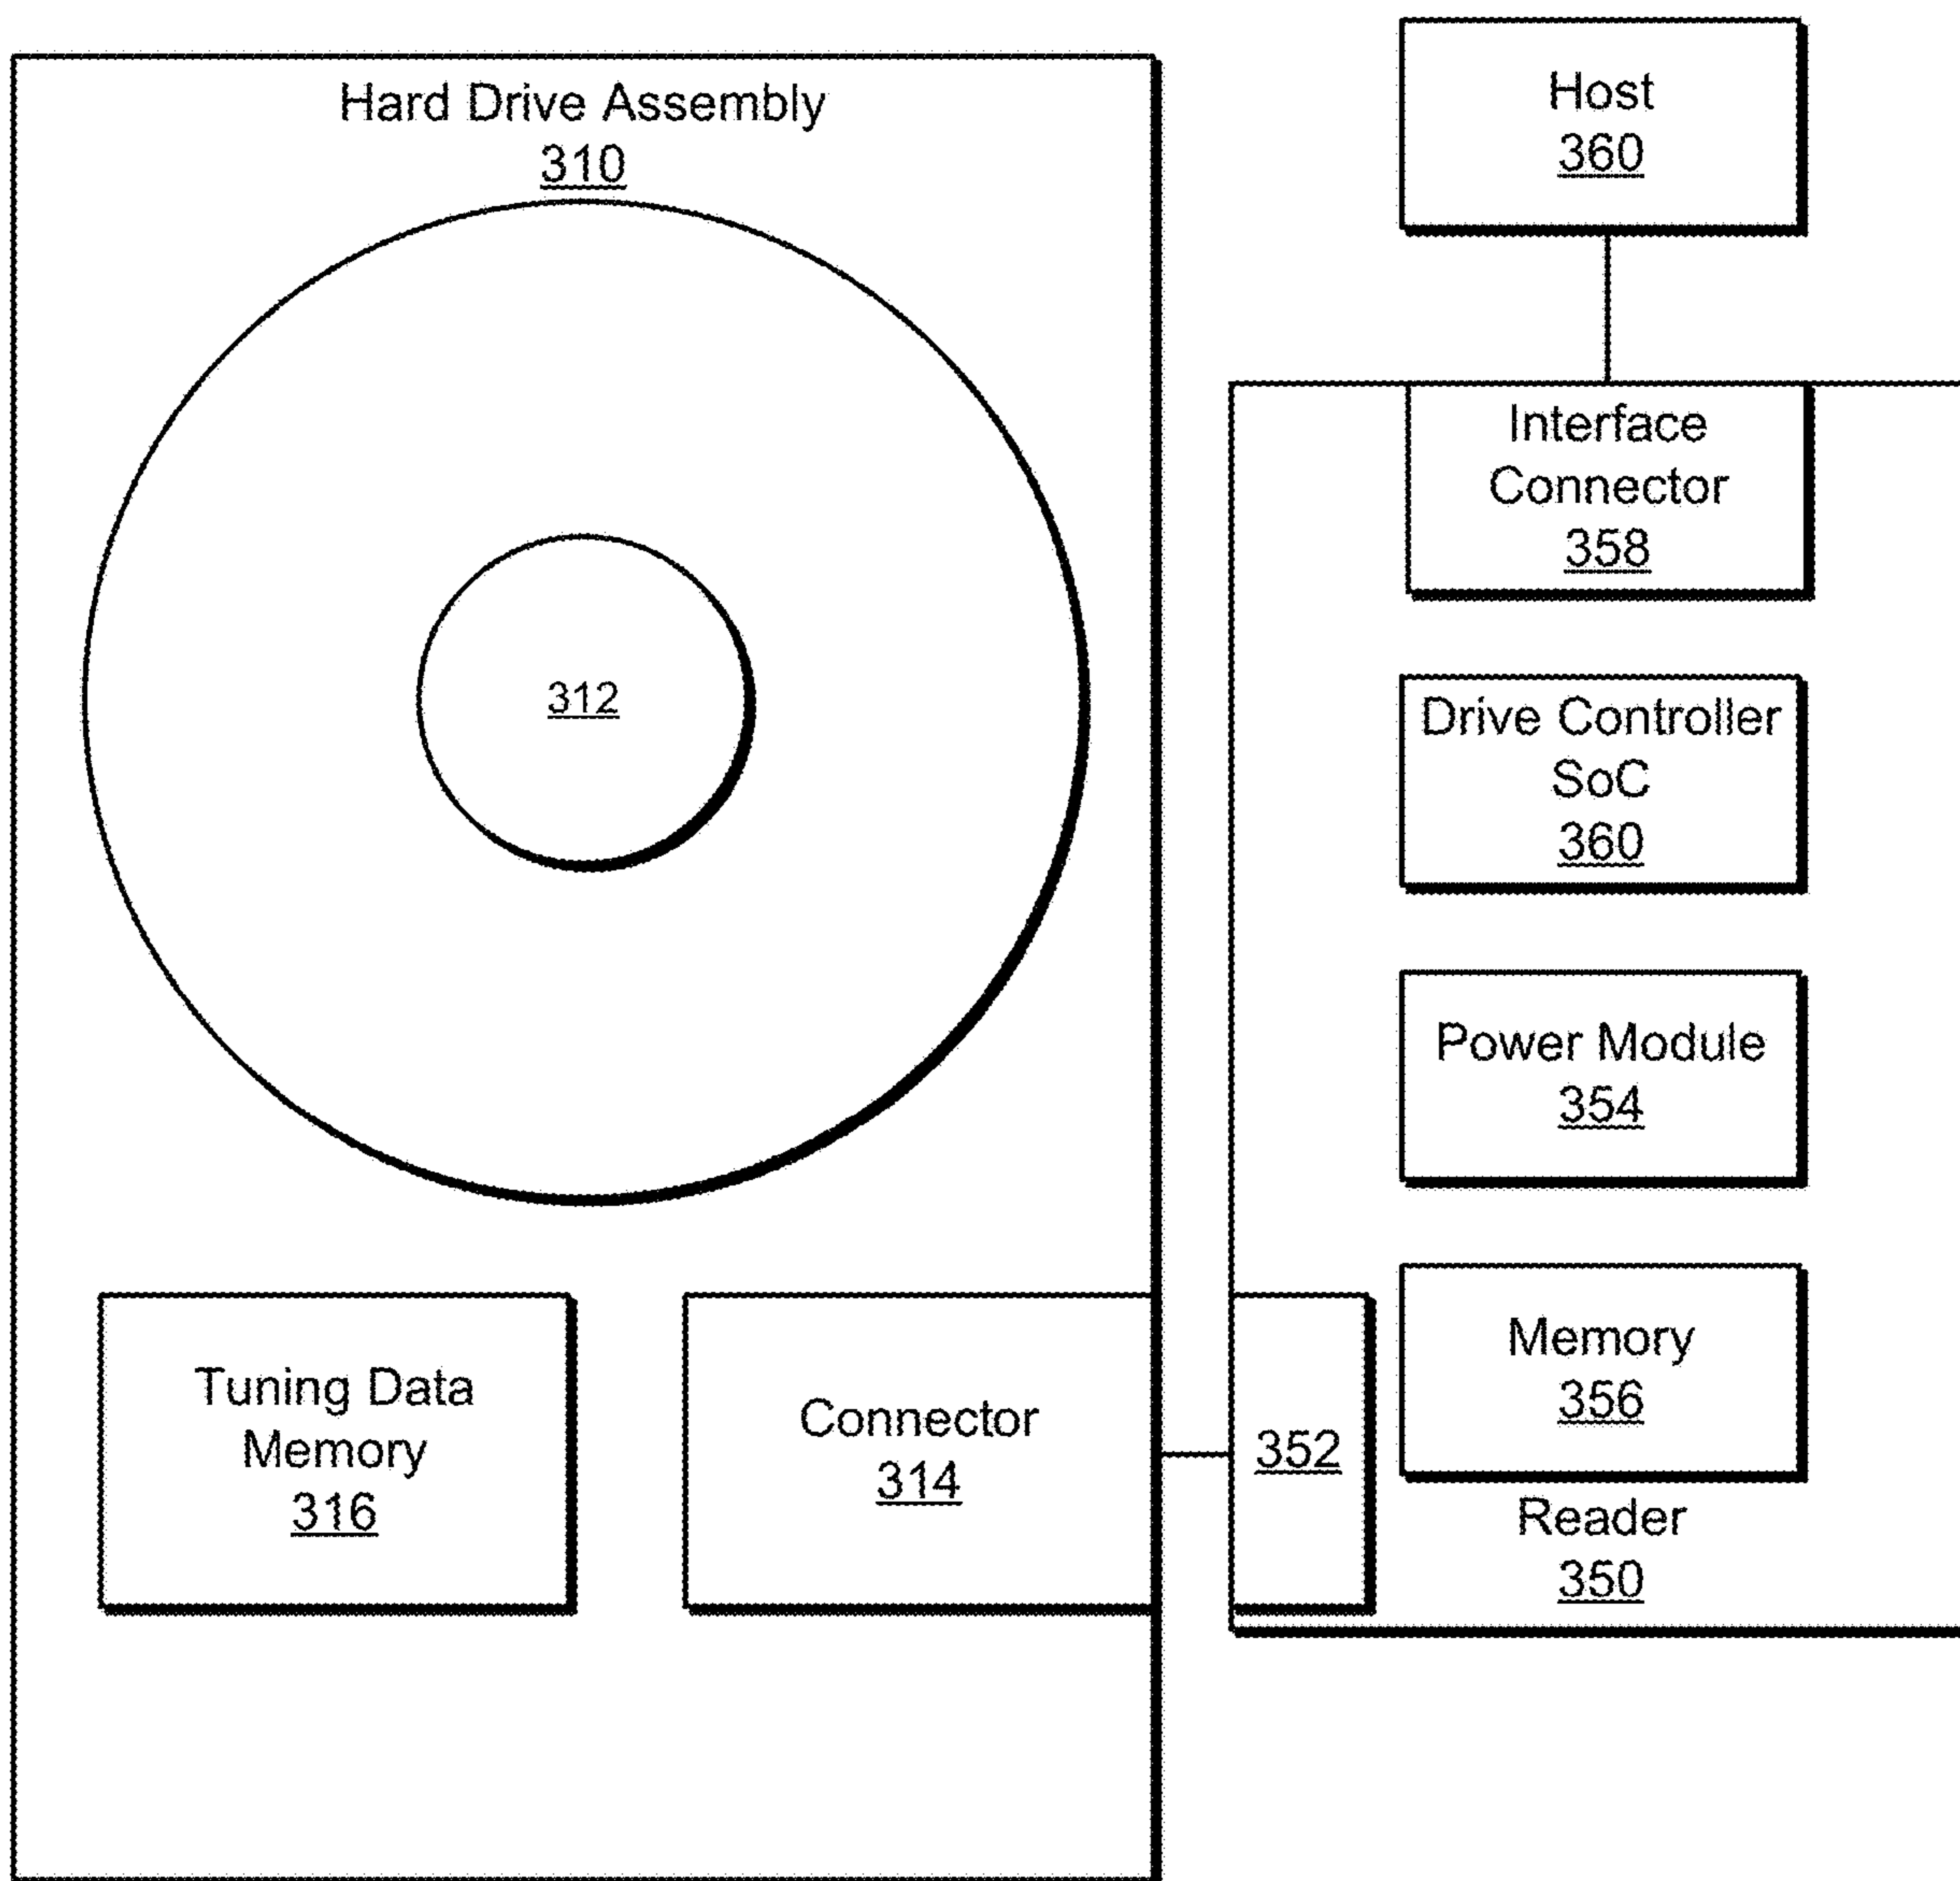 Hard Drive Assembly
310
312
Tuning Data
Memory
316
Connector
314
Host
360
Interface
Connector
358
Drive Controller
SoC
360
Power Module
354
Memory
356
352
Reader
350